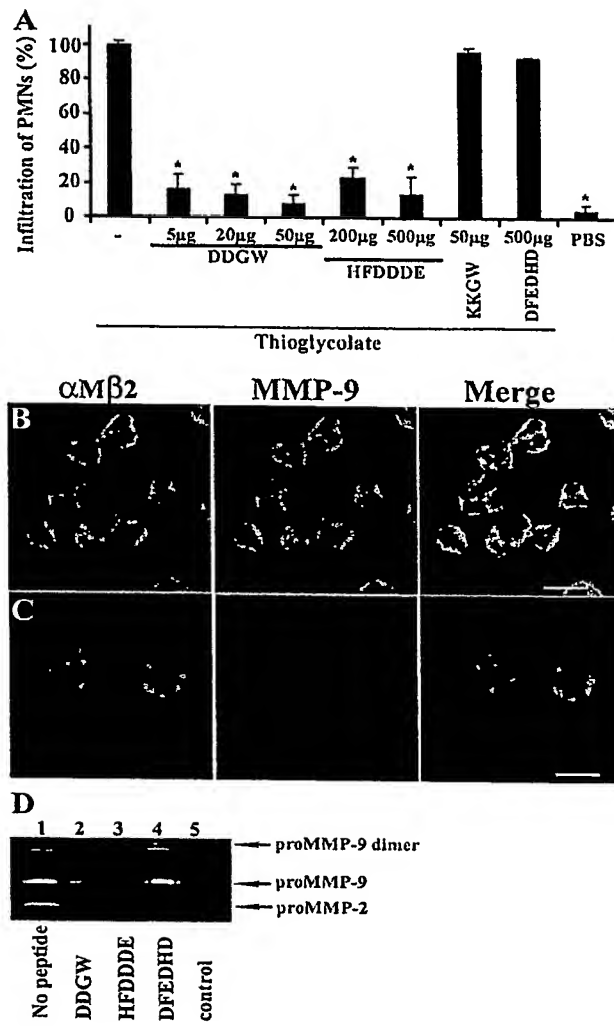 A
Infiltration of PMNs (%)
100
80
60
40
20
0
- 5µg 20µg 50µg 200µg 500µg 50µg 500µg PBS
DDGW HFDDDE KKGW DFEDHD
Thioglycolate
αMβ2 MMP-9 Merge
B
C
D
1 2 3 4 5
proMMP-9 dimer
proMMP-9
proMMP-2
No peptide
DDGW
HFDDDE
DFEDHD
control